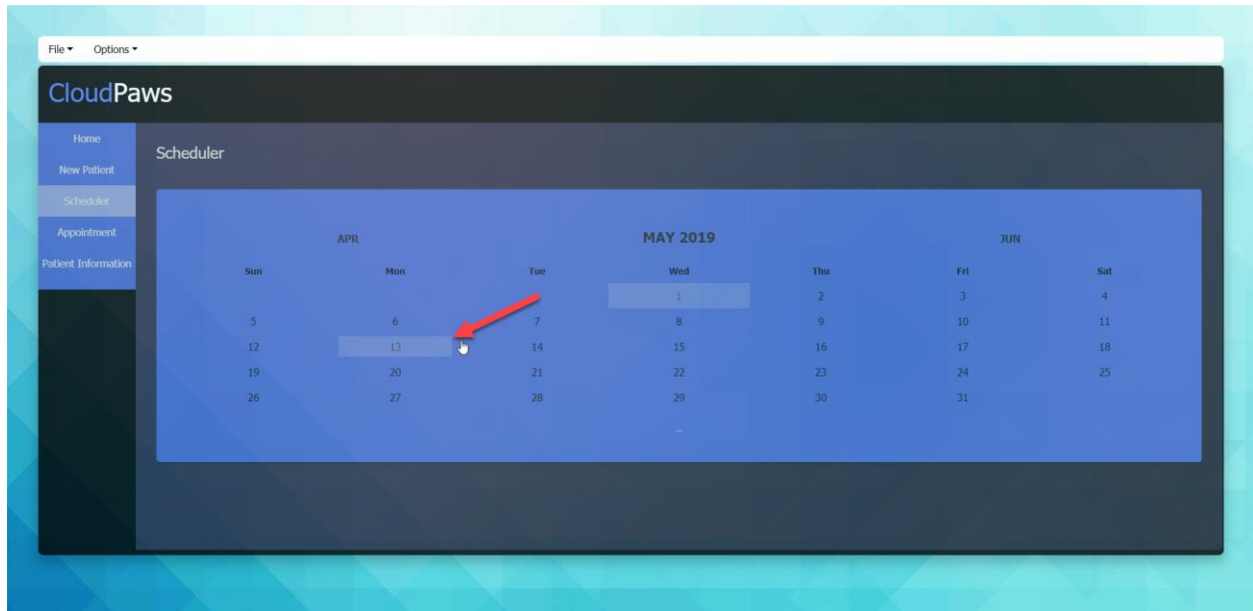 File Options
CloudPaws
Home
New Patient
Scheduler
Appointment
Patient Information
Scheduler
APR MAY 2019 JUN
Sun Mon Tue Wed Thu Fri Sat
1 2 3 4
5 6 7 8 9 10 11
12 13 14 15 16 17 18
19 20 21 22 23 24 25
26 27 28 29 30 31